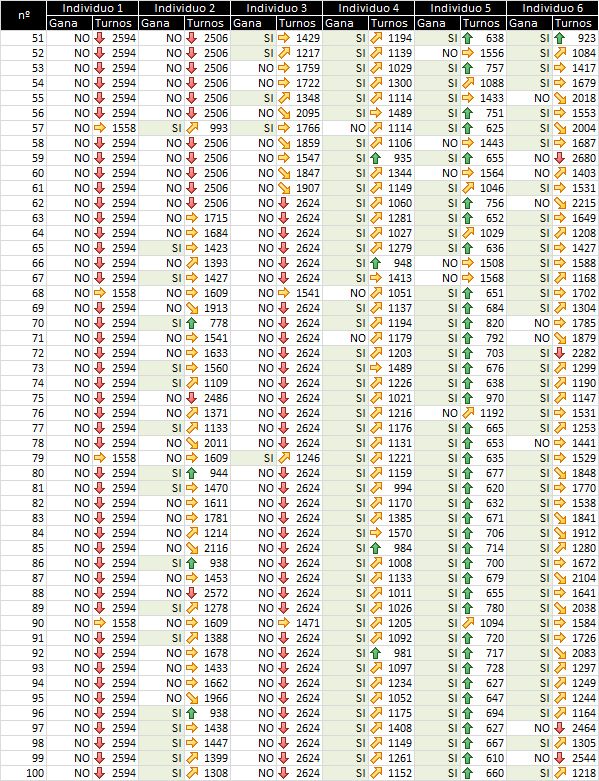 nº Individuo 1 Individuo 2 Individuo 3 Individuo 4 Individuo 5 Individuo 6
Gana Turnos Gana Turnos Gana Turnos Gana Turnos Gana Turnos Gana Turnos
51 NO 2594 NO 2506 SI 1429 SI 1194 SI 638 SI 923
52 NO 2594 NO 2506 SI 1217 SI 1139 NO 1556 SI 1084
53 NO 2594 NO 2506 NO 1759 SI 1029 SI 757 SI 1417
54 NO 2594 NO 2506 NO 1722 SI 1300 SI 1088 SI 1679
55 NO 2594 NO 2506 SI 1348 SI 1114 SI 1433 NO 2018
56 NO 2594 NO 2506 NO 2095 SI 1489 SI 751 SI 1553
57 NO 1558 SI 993 SI 1766 NO 1114 SI 625 SI 2004
58 NO 2594 NO 2506 NO 1859 SI 1106 NO 1443 SI 1687
59 NO 2594 NO 2506 NO 1547 SI 935 SI 655 NO 2680
60 NO 2594 NO 2506 NO 1847 SI 1344 NO 1564 NO 1403
61 NO 2594 NO 2506 NO 1907 SI 1149 SI 1046 SI 1531
62 NO 2594 NO 2506 NO 2624 SI 1060 SI 756 NO 2215
63 NO 2594 NO 1715 NO 2624 SI 1281 SI 652 SI 1649
64 NO 2594 NO 1684 NO 2624 SI 1027 SI 1029 SI 1208
65 NO 2594 SI 1423 NO 2624 SI 1279 SI 636 SI 1427
66 NO 2594 NO 1393 NO 2624 SI 948 NO 1508 SI 1588
67 NO 2594 SI 1427 NO 2624 SI 1413 NO 1568 SI 1168
68 NO 1558 NO 1609 NO 1541 NO 1051 SI 651 SI 1702
69 NO 2594 NO 1913 NO 2624 SI 1137 SI 684 SI 1304
70 NO 2594 SI 778 NO 2624 SI 1194 SI 820 NO 1785
71 NO 2594 NO 1541 NO 2624 NO 1179 SI 792 NO 1879
72 NO 2594 NO 1633 NO 2624 SI 1203 SI 703 SI 2282
73 NO 2594 SI 1560 NO 2624 SI 1489 SI 676 SI 1299
74 NO 2594 SI 1109 NO 2624 SI 1226 SI 638 SI 1190
75 NO 2594 NO 2486 NO 2624 SI 1021 SI 970 SI 1147
76 NO 2594 NO 1371 NO 2624 SI 1216 NO 1192 SI 1531
77 NO 2594 SI 1133 NO 2624 SI 1176 SI 665 SI 1253
78 NO 2594 NO 2011 NO 2624 SI 1131 SI 653 NO 1441
79 NO 1558 NO 1609 SI 1246 SI 1221 SI 635 SI 1529
80 NO 2594 SI 944 NO 2624 SI 1159 SI 677 SI 1848
81 NO 2594 SI 1470 NO 2624 SI 994 SI 620 SI 1770
82 NO 2594 NO 1611 NO 2624 SI 1170 SI 632 SI 1538
83 NO 2594 NO 1781 NO 2624 SI 1385 SI 671 SI 1841
84 NO 2594 NO 1214 NO 2624 SI 1570 SI 706 SI 1912
85 NO 2594 NO 2116 NO 2624 SI 984 SI 714 SI 1280
86 NO 2594 SI 938 NO 2624 SI 1008 SI 700 SI 1672
87 NO 2594 NO 1453 NO 2624 SI 1133 SI 679 SI 2104
88 NO 2594 NO 2572 NO 2624 SI 1011 SI 655 SI 1641
89 NO 2594 SI 1278 NO 2624 SI 1026 SI 780 SI 2038
90 NO 1558 NO 1609 NO 1471 SI 1205 SI 1094 SI 1584
91 NO 2594 SI 1388 NO 2624 SI 1092 SI 720 SI 1726
92 NO 2594 NO 1678 NO 2624 SI 981 SI 717 SI 2083
93 NO 2594 NO 1433 NO 2624 SI 1097 SI 728 SI 1297
94 NO 2594 NO 1662 NO 2624 SI 1234 SI 627 SI 1249
95 NO 2594 NO 1966 NO 2624 SI 1052 SI 647 SI 1244
96 NO 2594 SI 938 NO 2624 SI 1175 SI 694 SI 1164
97 NO 2594 SI 1438 NO 2624 SI 1408 SI 627 NO 2464
98 NO 2594 SI 1447 NO 2624 SI 1149 SI 667 SI 1305
99 NO 2594 SI 1399 NO 2624 SI 1261 SI 610 NO 2544
100 NO 2594 SI 1308 NO 2624 SI 1152 SI 660 SI 1218